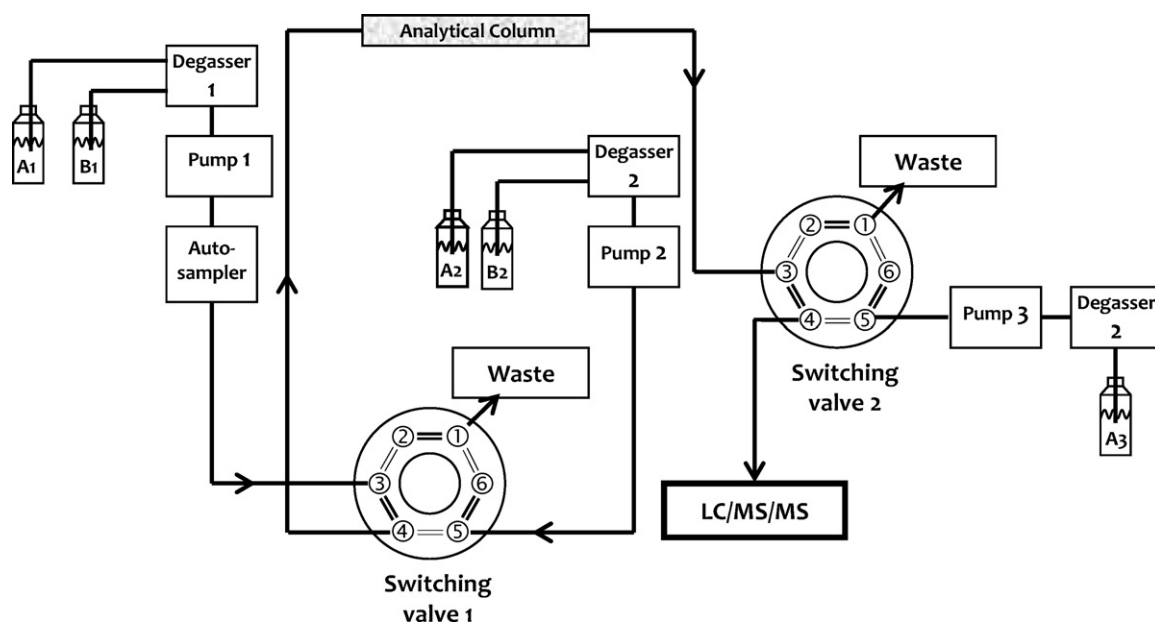 Analytical Column
Degasser
1
A1
B1
Pump 1
Auto-
sampler
Degasser
2
A2
B2
Pump 2
Waste
2
1
3
6
4
5
Switching
valve 2
Pump 3
Degasser
2
A3
Waste
2
1
3
6
4
5
Switching
valve 1
LC/MS/MS